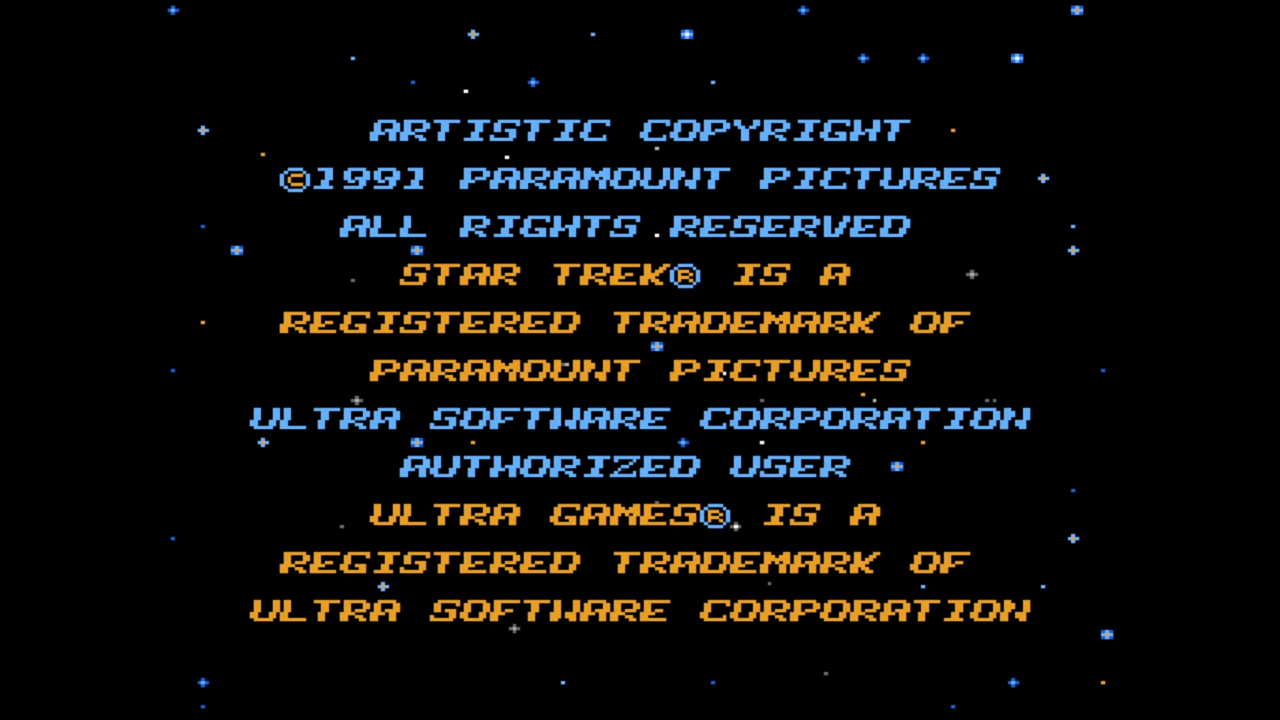 ARTISTIC COPYRIGHT
©1991 PARAMOUNT PICTURES
ALL RIGHTS RESERVED
STAR TREK® IS A
REGISTERED TRADEMARK OF
PARAMOUNT PICTURES
ULTRA SOFTWARE CORPORATION
AUTHORIZED USER
ULTRA GAMES® IS A
REGISTERED TRADEMARK OF
ULTRA SOFTWARE CORPORATION